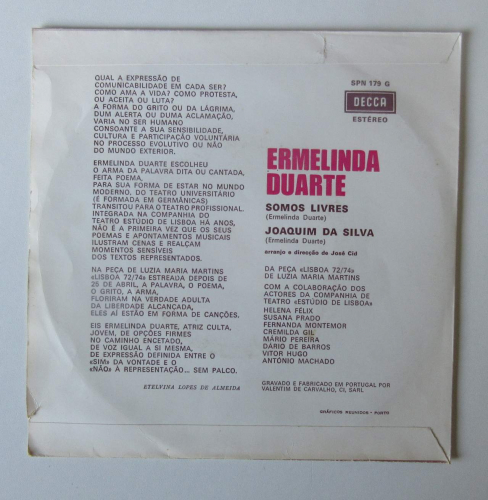 QUAL A EXPRESSÃO DE
COMUNICABILIDADE EM CADA SER?
COMO AMA A VIDA? COMO PROTESTA,
OU ACEITA OU LUTA?
A FORMA DO GRITO OU DA LÁGRIMA,
DUM ALERTA OU DUMA ACLAMAÇÃO,
VARIA NO SER HUMANO
CONSOANTE A SUA SENSIBILIDADE,
CULTURA E PARTICIPAÇÃO VOLUNTÁRIA
NO PROCESSO EVOLUTIVO OU NÃO
DO MUNDO EXTERIOR.
ERMELINDA DUARTE ESCOLHEU
O ARMA DA PALAVRA DITA OU CANTADA,
FEITA POEMA,
PARA SUA FORMA DE ESTAR NO MUNDO
MODERNO. DO TEATRO UNIVERSITÁRIO
(E FORMADA EM GERMÂNICAS)
TRANSITOU PARA O TEATRO PROFISSIONAL.
INTEGRADA NA COMPANHIA DO
TEATRO ESTÚDIO DE LISBOA HÁ ANOS,
NÃO É A PRIMEIRA VEZ QUE OS SEUS
POEMAS E APONTAMENTOS MUSICAIS
ILUSTRAM CENAS E REALÇAM
MOMENTOS SENSÍVEIS
DOS TEXTOS REPRESENTADOS.
NA PEÇA DE LUZIA MARIA MARTINS
«LISBOA 72/74» ESTREADA DEPOIS DE
25 DE ABRIL, A PALAVRA, O POEMA,
O GRITO, A ARMA,
FLORIRAM NA VERDADE ADULTA
DA LIBERDADE ALCANÇADA,
ELES AÍ ESTÃO EM FORMA DE CANÇÕES.
EIS ERMELINDA DUARTE, ATRIZ CULTA,
JOVEM, DE OPÇÕES FIRMES
NO CAMINHO ENCETADO,
DE VOZ IGUAL A SI MESMA,
DE EXPRESSÃO DEFINIDA ENTRE O
«SIM» DA VONTADE E O
«NÃO» À REPRESENTAÇÃO... SEM PALCO.
ETELVINA LOPES DE ALMEIDA
SPN 179 G
DECCA
ESTÉREO
ERMELINDA
DUARTE
SOMOS LIVRES
(Ermelinda Duarte)
JOAQUIM DA SILVA
(Ermelinda Duarte)
arranjo e direcção de José Cid
DA PEÇA «LISBOA 72/74»
DE LUZIA MARIA MARTINS
COM A COLABORAÇÃO DOS
ACTORES DA COMPANHIA DE
TEATRO «ESTÚDIO DE LISBOA»
HELENA FÉLIX
SUSANA PRADO
FERNANDA MONTEMOR
CREMILDA GIL
MÁRIO PEREIRA
DÁRIO DE BARROS
VITOR HUGO
ANTÓNIO MACHADO
GRAVADO E FABRICADO EM PORTUGAL POR
VALENTIM DE CARVALHO, CI, SARL
GRÁFICOS REUNIDOS - PORTO